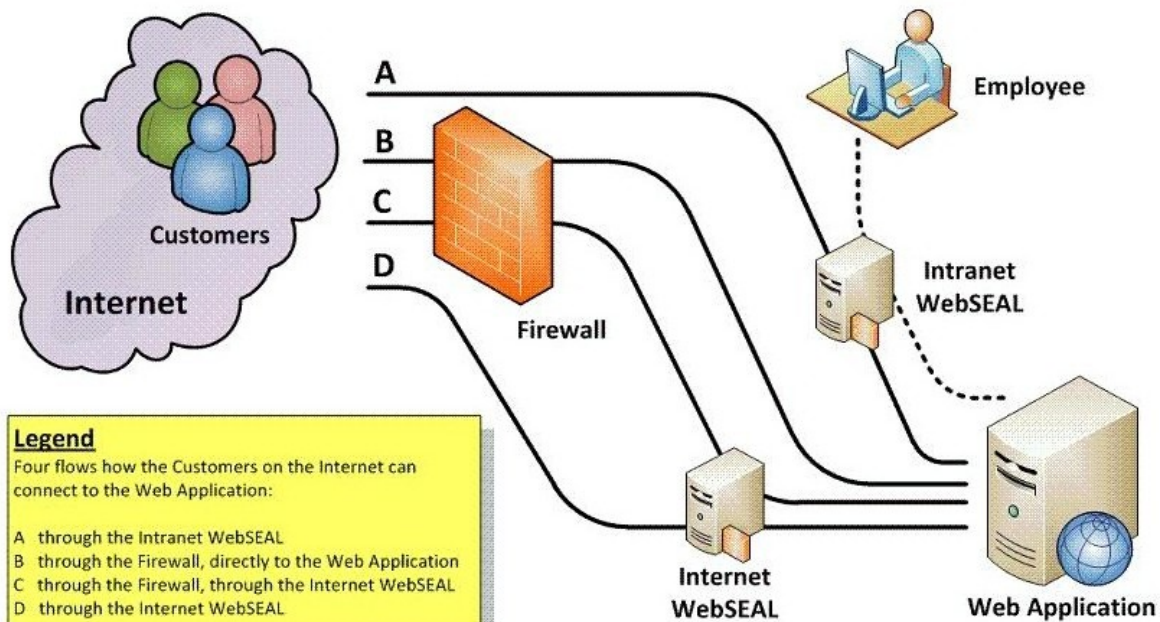 A
B
C
D
Customers
Internet
Firewall
Employee
Intranet
WebSEAL
Internet
WebSEAL
Web Application
Legend
Four flows how the Customers on the Internet can
connect to the Web Application:
A through the Intranet WebSEAL
B through the Firewall, directly to the Web Application
C through the Firewall, through the Internet WebSEAL
D through the Internet WebSEAL